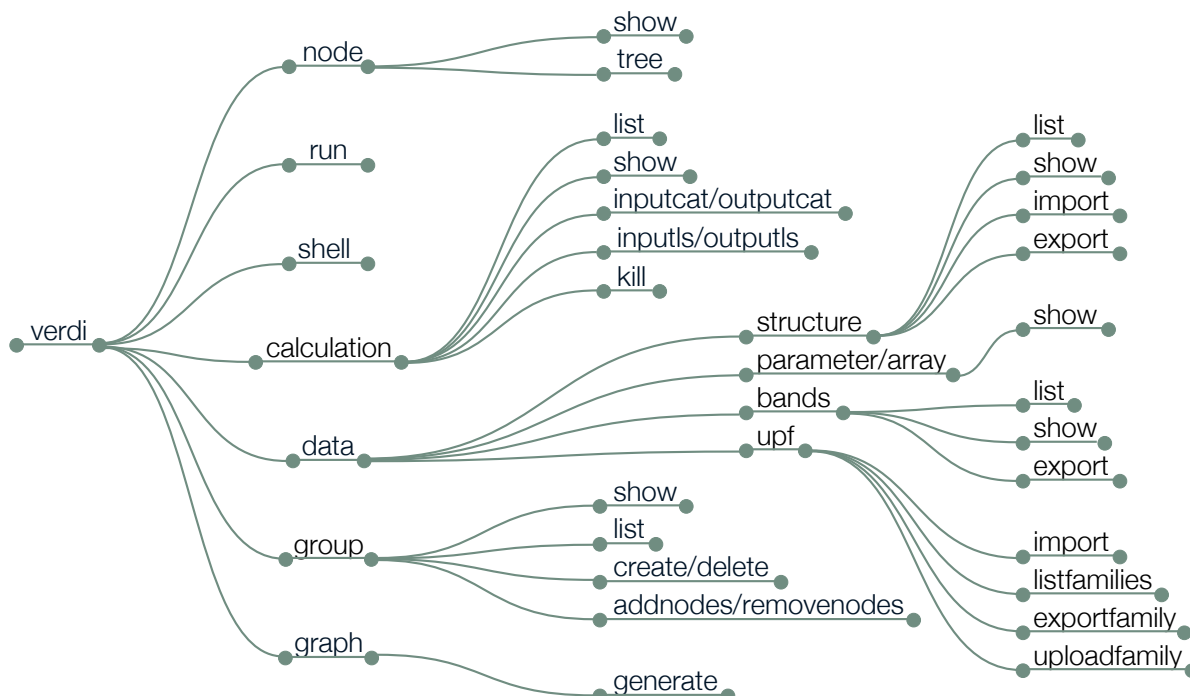 verdi
node
show
tree
run
shell
calculation
list
show
inputcat/outputcat
inputls/outputls
kill
data
structure
list
show
import
export
parameter/array
show
bands
list
show
export
upf
import
listfamilies
exportfamily
uploadfamily
group
show
list
create/delete
addnodes/removenodes
graph
generate